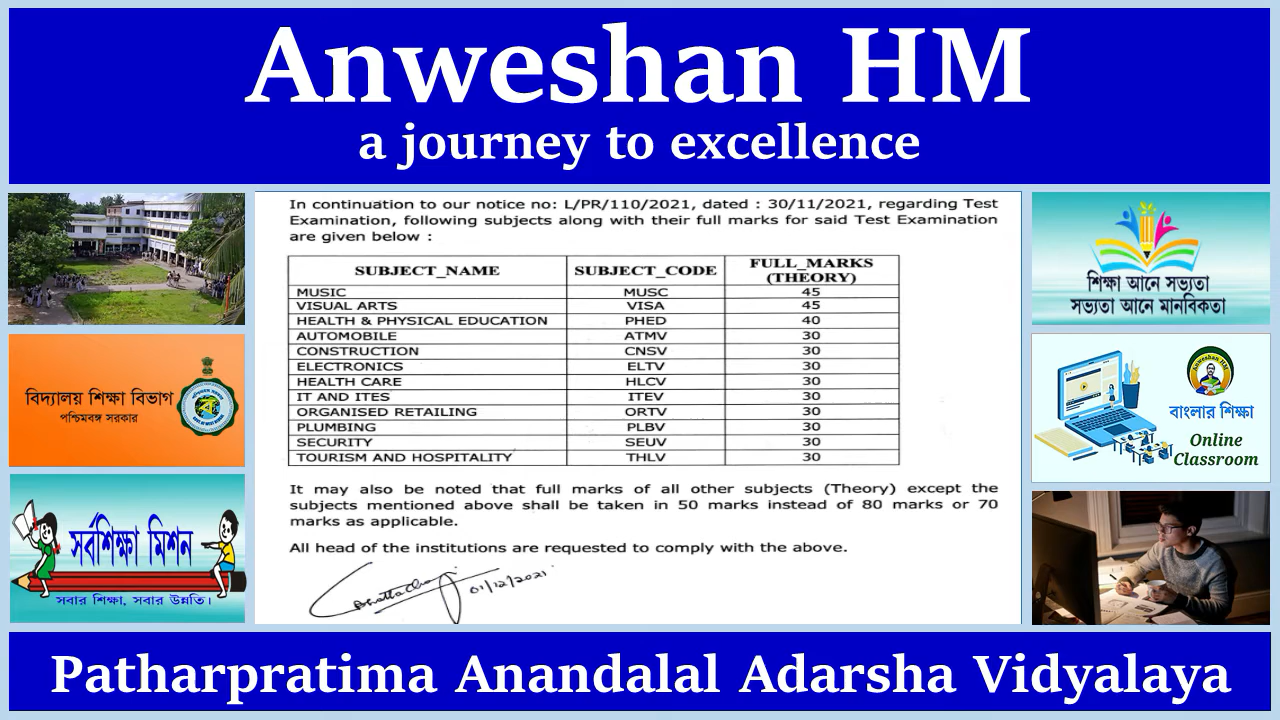 Anweshan HM
a journey to excellence
In continuation to our notice no: L/PR/110/2021, dated : 30/11/2021, regarding Test
Examination, following subjects along with their full marks for said Test Examination
are given below :
SUBJECT_NAME SUBJECT_CODE FULL_MARKS (THEORY)
MUSIC MUSC 45
VISUAL ARTS VISA 45
HEALTH & PHYSICAL EDUCATION PHED 40
AUTOMOBILE ATMV 30
CONSTRUCTION CNSV 30
ELECTRONICS ELTV 30
HEALTH CARE HLCV 30
IT AND ITES ITEV 30
ORGANISED RETAILING ORTV 30
PLUMBING PLBV 30
SECURITY SEUV 30
TOURISM AND HOSPITALITY THLV 30
It may also be noted that full marks of all other subjects (Theory) except the
subjects mentioned above shall be taken in 50 marks instead of 80 marks or 70
marks as applicable.
All head of the institutions are requested to comply with the above.
01/12/2021
বিদ্যালয় শিক্ষা বিভাগ
পশ্চিমবঙ্গ সরকার
সর্বশিক্ষা মিশন
সবার শিক্ষা, সবার উন্নতি।
শিক্ষা আনে সভ্যতা
সভ্যতা আনে মানবিকতা
Anweshan HM
বাংলার শিক্ষা
Online
Classroom
Patharpratima Anandalal Adarsha Vidyalaya